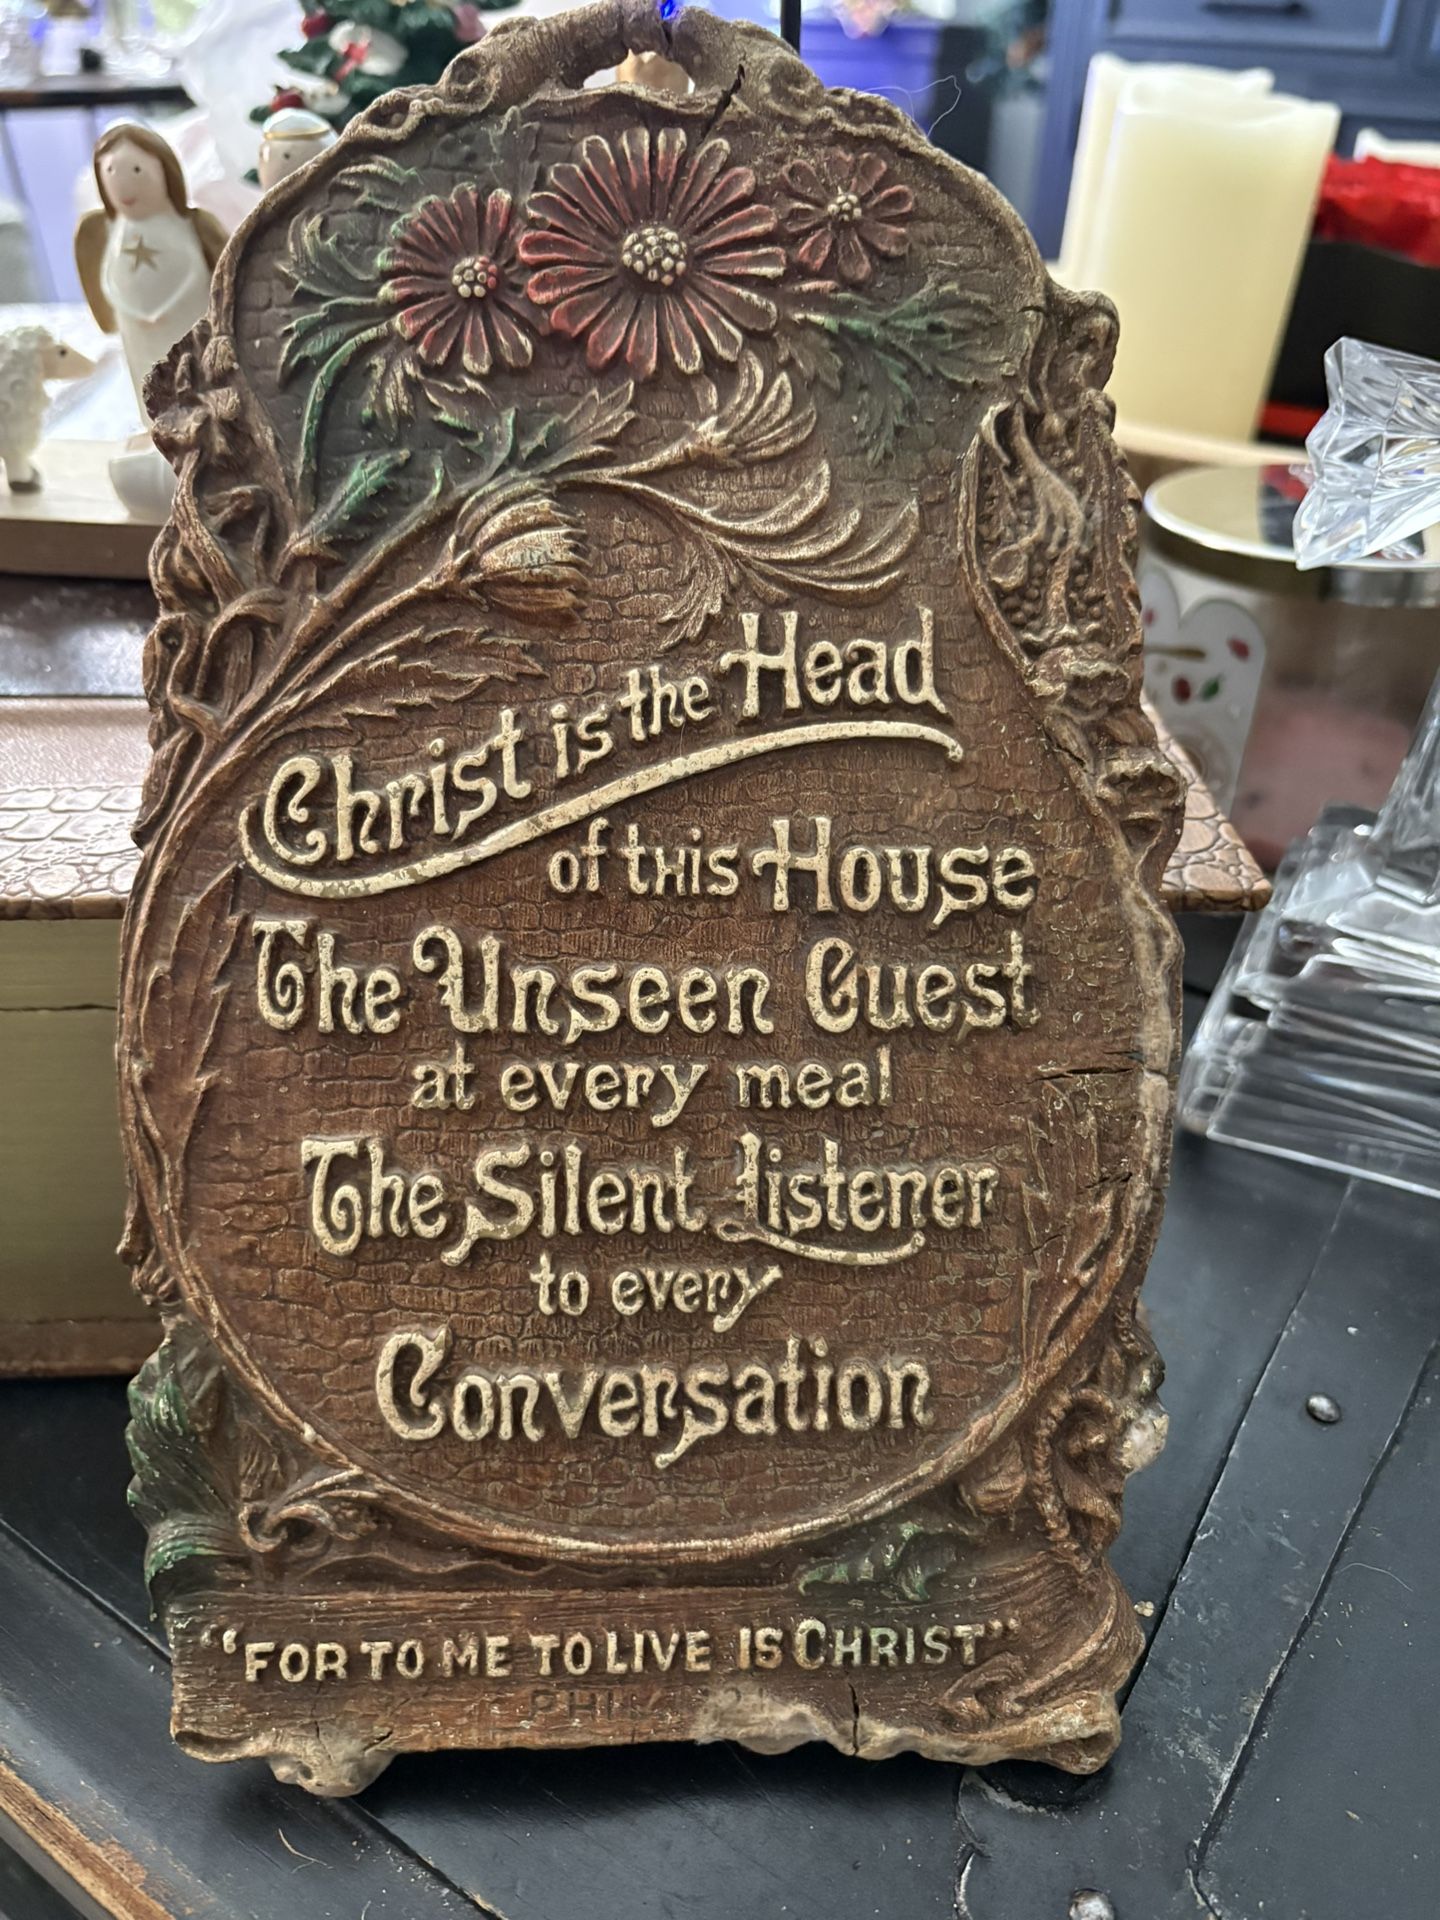 Christ is the Head
of this House
The Unseen Guest
at every meal
The Silent Listener
to every
Conversation
"FOR TO ME TO LIVE IS CHRIST"